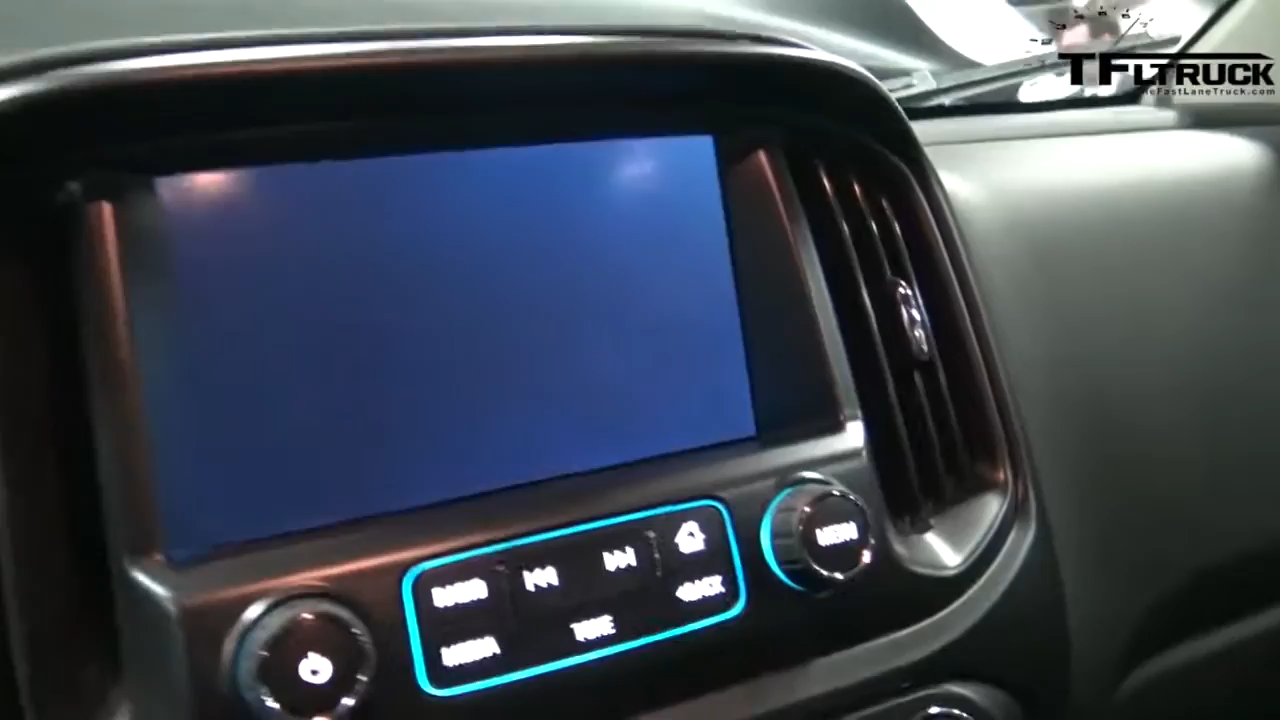 TFLTRUCK
TheFastLaneTruck.com
MENU
RADIO
BACK
MEDIA
TONE